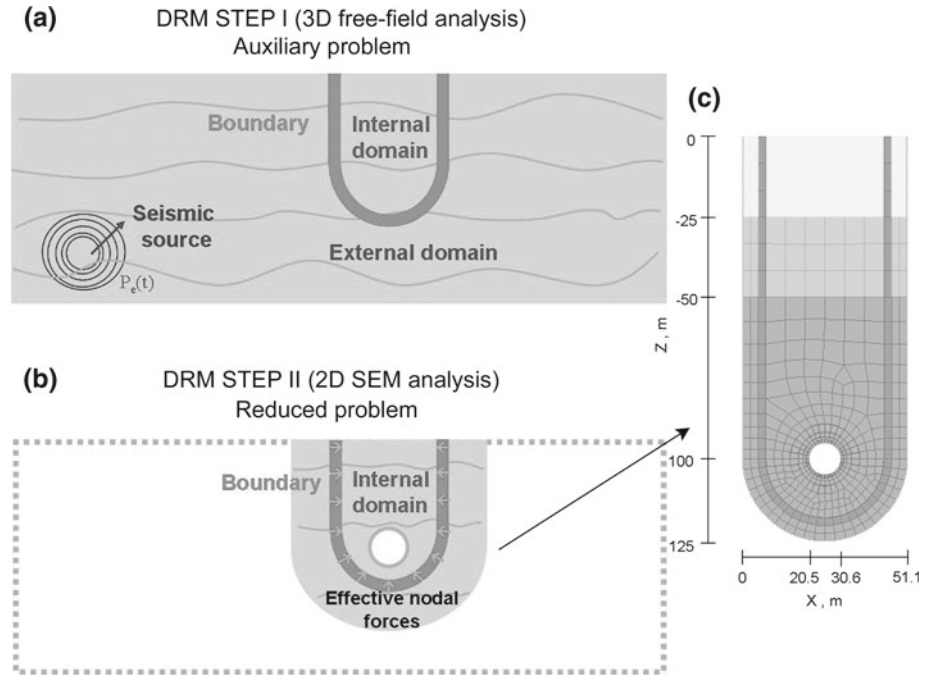 (a)
DRM STEP I (3D free-field analysis)
Auxiliary problem
Boundary
Internal
domain
Seismic
source
External domain
Pe(t)
(b)
DRM STEP II (2D SEM analysis)
Reduced problem
Boundary
Internal
domain
Effective nodal
forces
(c)
0
-25
-50
Z , m
100
125
0
20.5
30.6
51.1
X , m